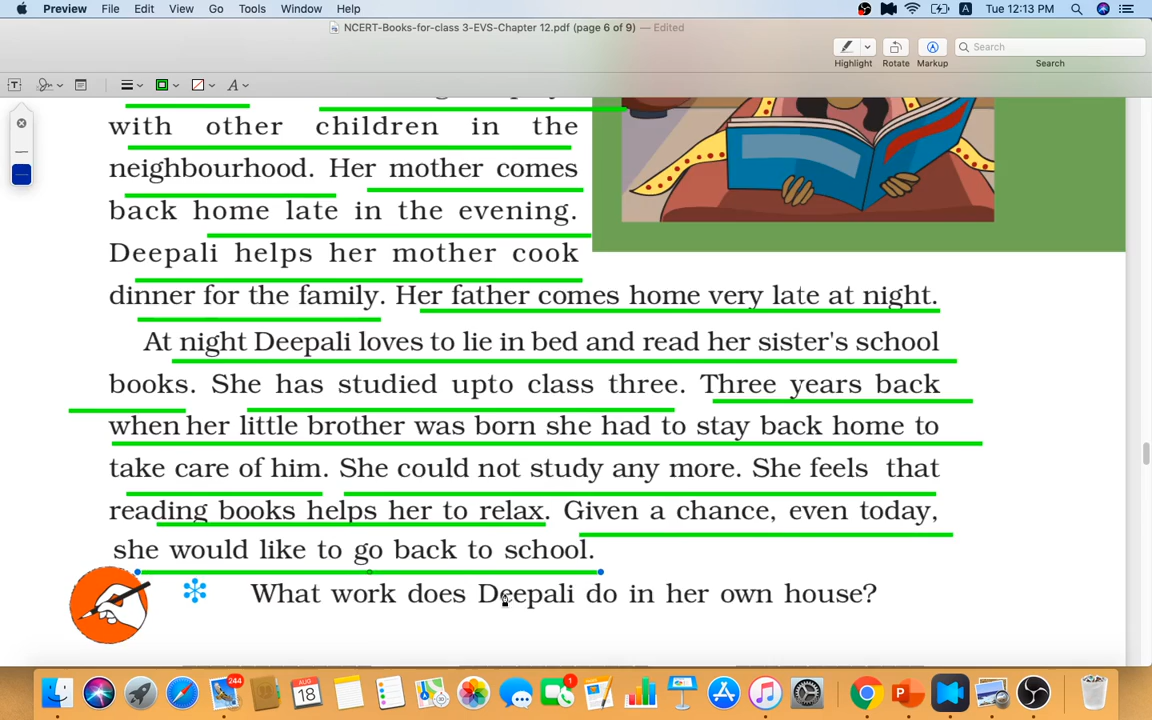 Preview File Edit View Go Tools Window Help Tue 12:13 PM
NCERT-Books-for class 3-EVS-Chapter 12.pdf (page 6 of 9) — Edited
Search
Highlight Rotate Markup Search
with other children in the
neighbourhood. Her mother comes
back home late in the evening.
Deepali helps her mother cook
dinner for the family. Her father comes home very late at night.
At night Deepali loves to lie in bed and read her sister's school
books. She has studied upto class three. Three years back
when her little brother was born she had to stay back home to
take care of him. She could not study any more. She feels that
reading books helps her to relax. Given a chance, even today,
she would like to go back to school.
What work does Deepali do in her own house?
244
AUG
18
1